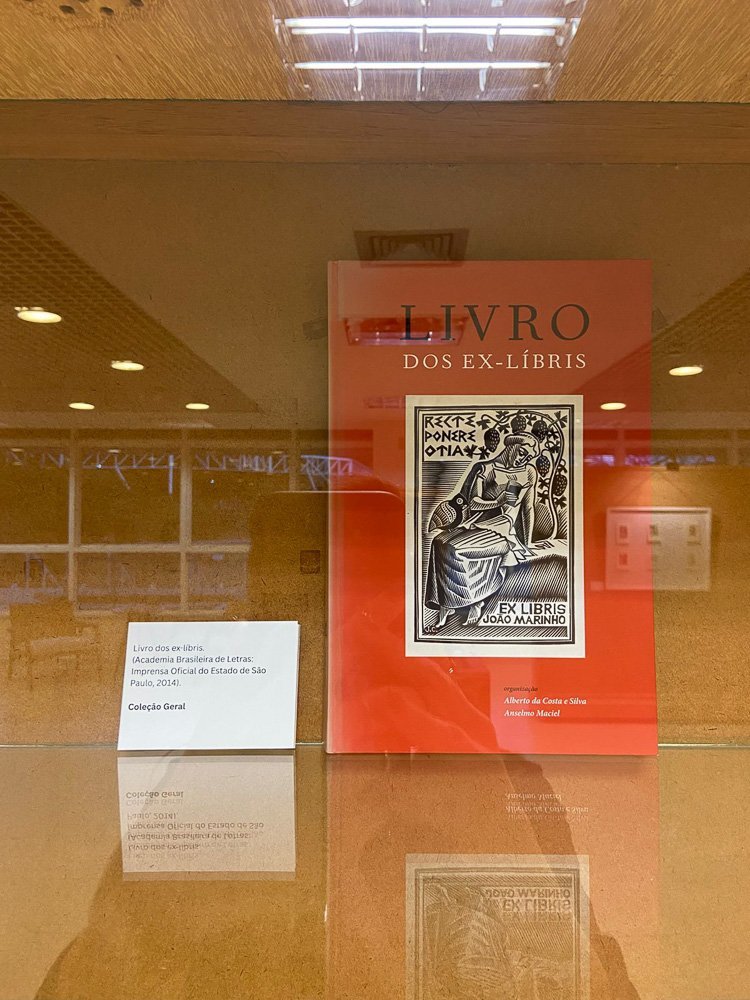 LIVRO
DOS EX-LÍBRIS
RECTE
PONERE
OTIA
EX LIBRIS
JOÃO MARINHO
J.C.
organização
Alberto da Costa e Silva
Anselmo Maciel
Livro dos ex-líbris.
(Academia Brasileira de Letras:
Imprensa Oficial do Estado de São
Paulo, 2014).
Coleção Geral